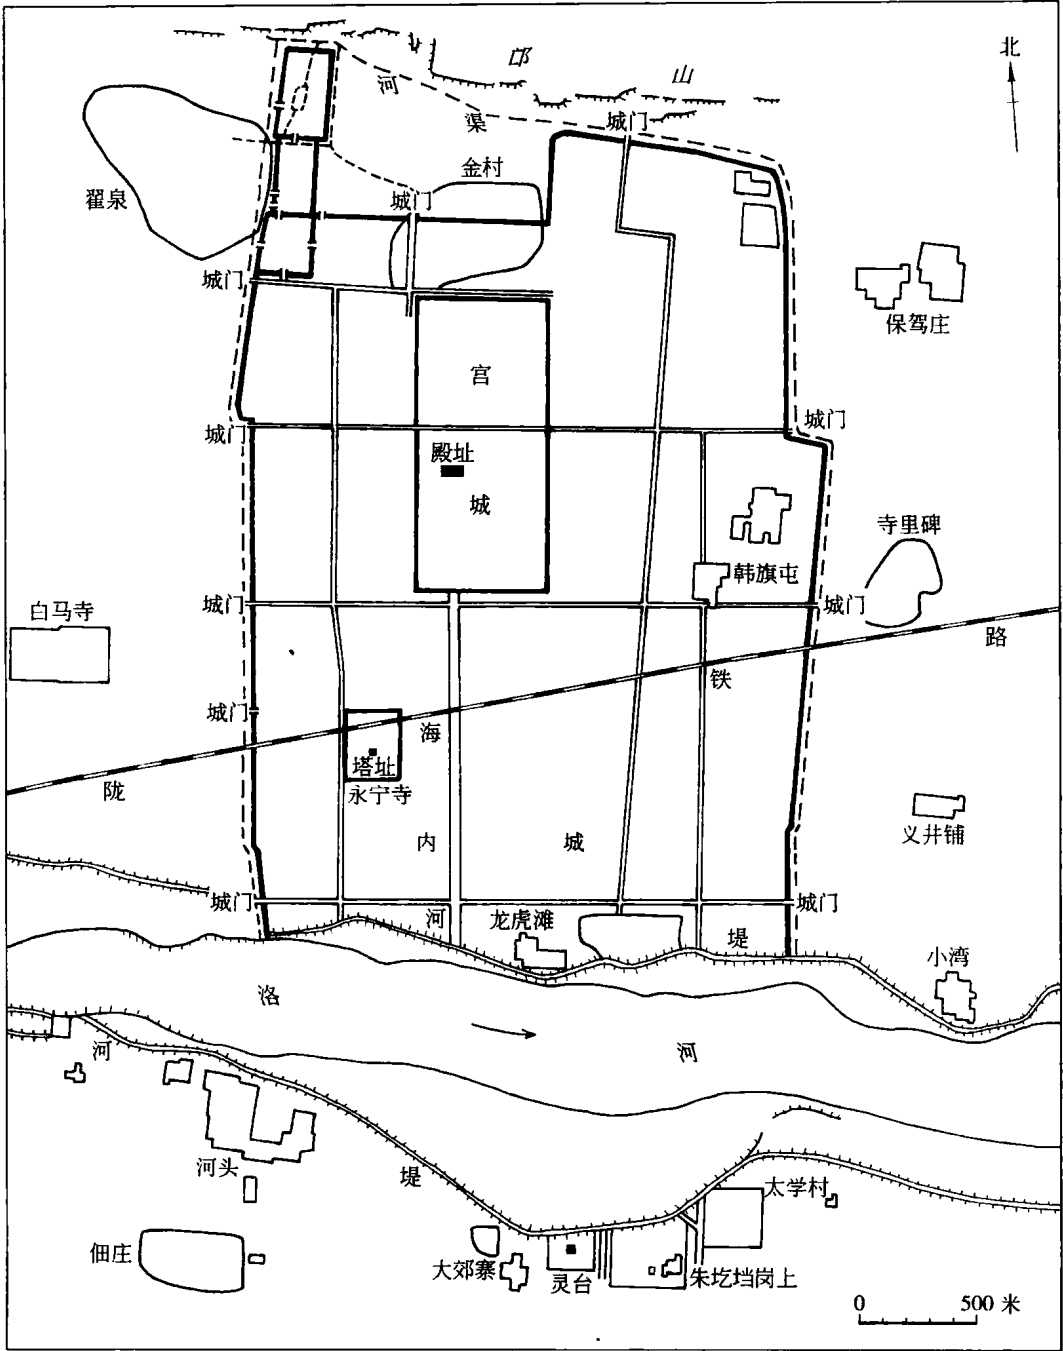 北
邙 山
河
渠
城门
金村
翟泉
城门
城门
保驾庄
宫
城门
城门
殿址
城
寺里碑
韩旗屯
白马寺
城门
城门
路
铁
城门
海
塔址
陇
永宁寺
内 城
义井铺
城门
城门
河
龙虎滩
堤
小湾
洛
河
河
河头
堤
太学村
佃庄
大郊寨
灵台
朱圪垱岗上
0 500 米